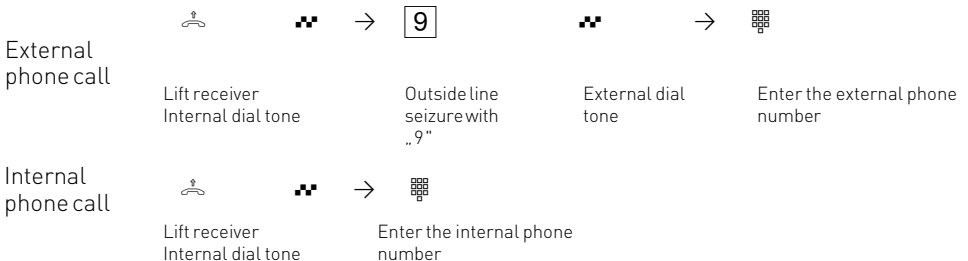 9
External
phone call
Lift receiver
Internal dial tone
Outside line
seizure with
„9"
External dial
tone
Enter the external phone
number
Internal
phone call
Lift receiver
Internal dial tone
Enter the internal phone
number